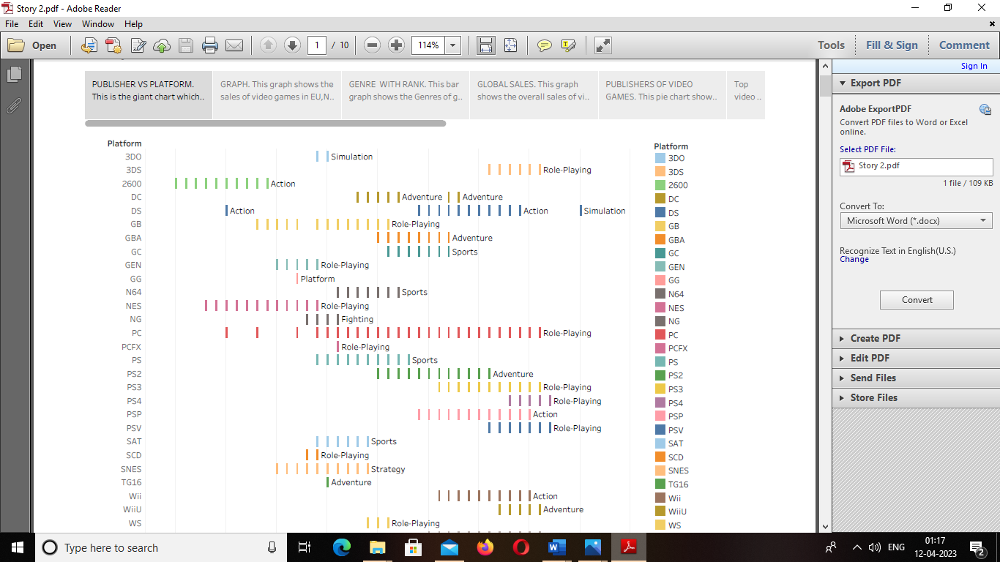 Story 2.pdf - Adobe Reader
File Edit View Window Help
Open 1 / 10 114% Tools Fill & Sign Comment
Sign In
PUBLISHER VS PLATFORM.
This is the giant chart which..
GRAPH. This graph shows the
sales of video games in EU,N..
GENRE WITH RANK. This bar
graph shows the Genres of g..
GLOBAL SALES. This graph
shows the overall sales of vi..
PUBLISHERS OF VIDEO
GAMES. This pie chart show..
Top
video ..
Platform
3DO Simulation
3DS Role-Playing
2600 Action
DC Adventure Adventure
DS Action Action Simulation
GB Role-Playing
GBA Adventure
GC Sports
GEN Role-Playing
GG Platform
N64 Sports
NES Role-Playing
NG Fighting
PC Role-Playing
PCFX Role-Playing
PS Sports
PS2 Adventure
PS3 Role-Playing
PS4 Role-Playing
PSP Action
PSV Role-Playing
SAT Sports
SCD Role-Playing
SNES Strategy
TG16 Adventure
Wii Action
WiiU Adventure
WS Role-Playing
Platform
3DO
3DS
2600
DC
DS
GB
GBA
GC
GEN
GG
N64
NES
NG
PC
PCFX
PS
PS2
PS3
PS4
PSP
PSV
SAT
SCD
SNES
TG16
Wii
WiiU
WS
Export PDF
Adobe ExportPDF
Convert PDF files to Word or Excel
online.
Select PDF File:
Story 2.pdf
1 file / 109 KB
Convert To:
Microsoft Word (*.docx)
Recognize Text in English(U.S.)
Change
Convert
Create PDF
Edit PDF
Send Files
Store Files
Type here to search
ENG
01:17
12-04-2023
2